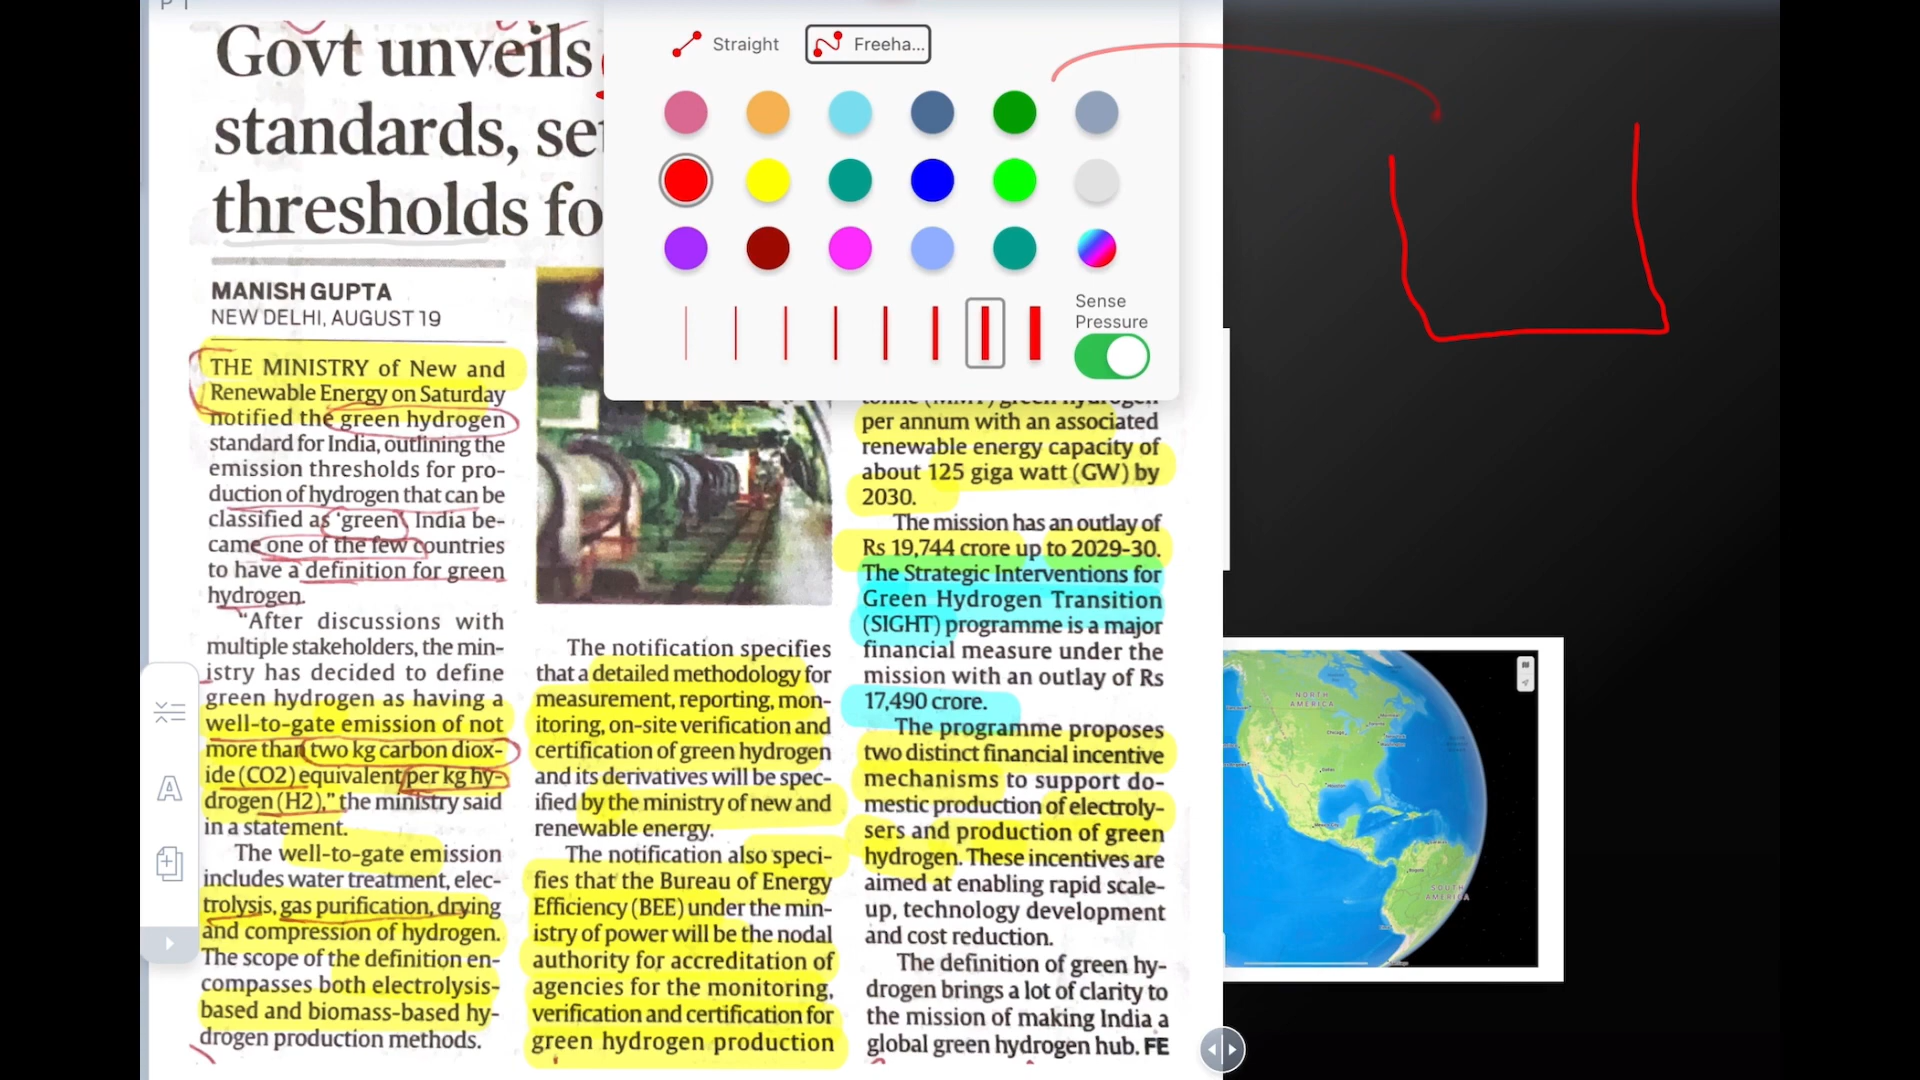 Govt unveils
standards, se
thresholds fo
MANISH GUPTA
NEW DELHI, AUGUST 19
THE MINISTRY of New and
Renewable Energy on Saturday
notified the green hydrogen
standard for India, outlining the
emission thresholds for pro-
duction of hydrogen that can be
classified as ‘green’. India be-
came one of the few countries
to have a definition for green
hydrogen.
“After discussions with
multiple stakeholders, the min-
istry has decided to define
green hydrogen as having a
well-to-gate emission of not
more than two kg carbon diox-
ide (CO2) equivalent per kg hy-
drogen (H2),” the ministry said
in a statement.
The well-to-gate emission
includes water treatment, elec-
trolysis, gas purification, drying
and compression of hydrogen.
The scope of the definition en-
compasses both electrolysis-
based and biomass-based hy-
drogen production methods.
The notification specifies
that a detailed methodology for
measurement, reporting, mon-
itoring, on-site verification and
certification of green hydrogen
and its derivatives will be spec-
ified by the ministry of new and
renewable energy.
The notification also speci-
fies that the Bureau of Energy
Efficiency (BEE) under the min-
istry of power will be the nodal
authority for accreditation of
agencies for the monitoring,
verification and certification for
green hydrogen production
tonne (MMT) green hydrogen
per annum with an associated
renewable energy capacity of
about 125 giga watt (GW) by
2030.
The mission has an outlay of
Rs 19,744 crore up to 2029-30.
The Strategic Interventions for
Green Hydrogen Transition
(SIGHT) programme is a major
financial measure under the
mission with an outlay of Rs
17,490 crore.
The programme proposes
two distinct financial incentive
mechanisms to support do-
mestic production of electroly-
sers and production of green
hydrogen. These incentives are
aimed at enabling rapid scale-
up, technology development
and cost reduction.
The definition of green hy-
drogen brings a lot of clarity to
the mission of making India a
global green hydrogen hub. FE
Straight
Freeha...
Sense
Pressure
NORTH
AMERICA
SOUTH
AMERICA